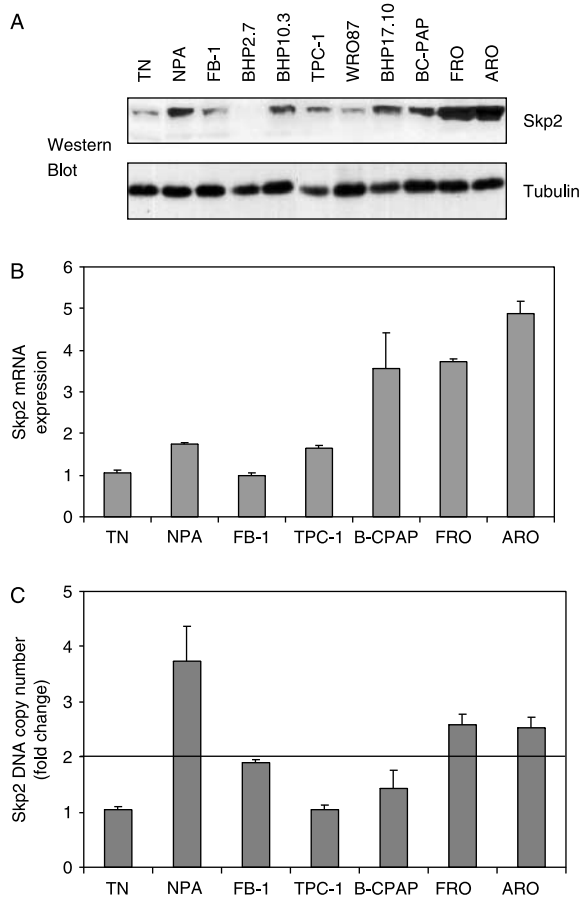 A
TN NPA FB-1 BHP2.7 BHP10.3 TPC-1 WRO87 BHP17.10 BC-PAP FRO ARO
Western
Blot
Skp2
Tubulin
B
Skp2 mRNA
expression
6
5
4
3
2
1
0
TN NPA FB-1 TPC-1 B-CPAP FRO ARO
C
Skp2 DNA copy number
(fold change)
5
4
3
2
1
0
TN NPA FB-1 TPC-1 B-CPAP FRO ARO